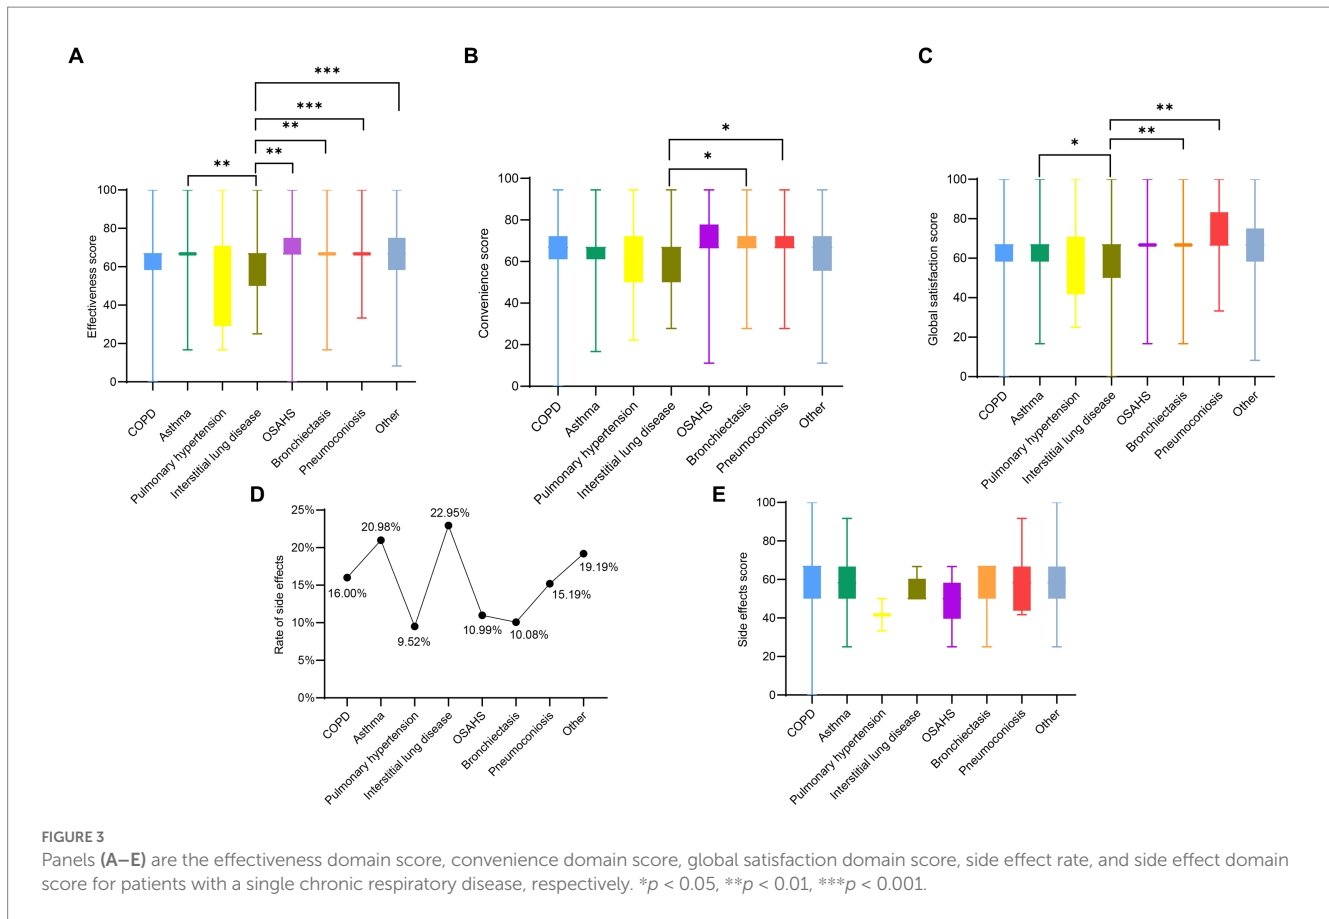 A
***
***
**
**
**
Effectiveness score
100
80
60
40
20
0
COPD
Asthma
Pulmonary hypertension
Interstitial lung disease
OSAHS
Bronchiectasis
Pneumoconiosis
Other
B
*
*
Convenience score
100
80
60
40
20
0
COPD
Asthma
Pulmonary hypertension
Interstitial lung disease
OSAHS
Bronchiectasis
Pneumoconiosis
Other
C
**
**
*
Global satisfaction score
100
80
60
40
20
0
COPD
Asthma
Pulmonary hypertension
Interstitial lung disease
OSAHS
Bronchiectasis
Pneumoconiosis
Other
D
Rate of side effects
25%
20%
15%
10%
5%
0%
16.00%
20.98%
9.52%
22.95%
10.99%
10.08%
15.19%
19.19%
COPD
Asthma
Pulmonary hypertension
Interstitial lung disease
OSAHS
Bronchiectasis
Pneumoconiosis
Other
E
Side effects score
100
80
60
40
20
0
COPD
Asthma
Pulmonary hypertension
Interstitial lung disease
OSAHS
Bronchiectasis
Pneumoconiosis
Other
FIGURE 3
Panels (A–E) are the effectiveness domain score, convenience domain score, global satisfaction domain score, side effect rate, and side effect domain
score for patients with a single chronic respiratory disease, respectively. *p < 0.05, **p < 0.01, ***p < 0.001.